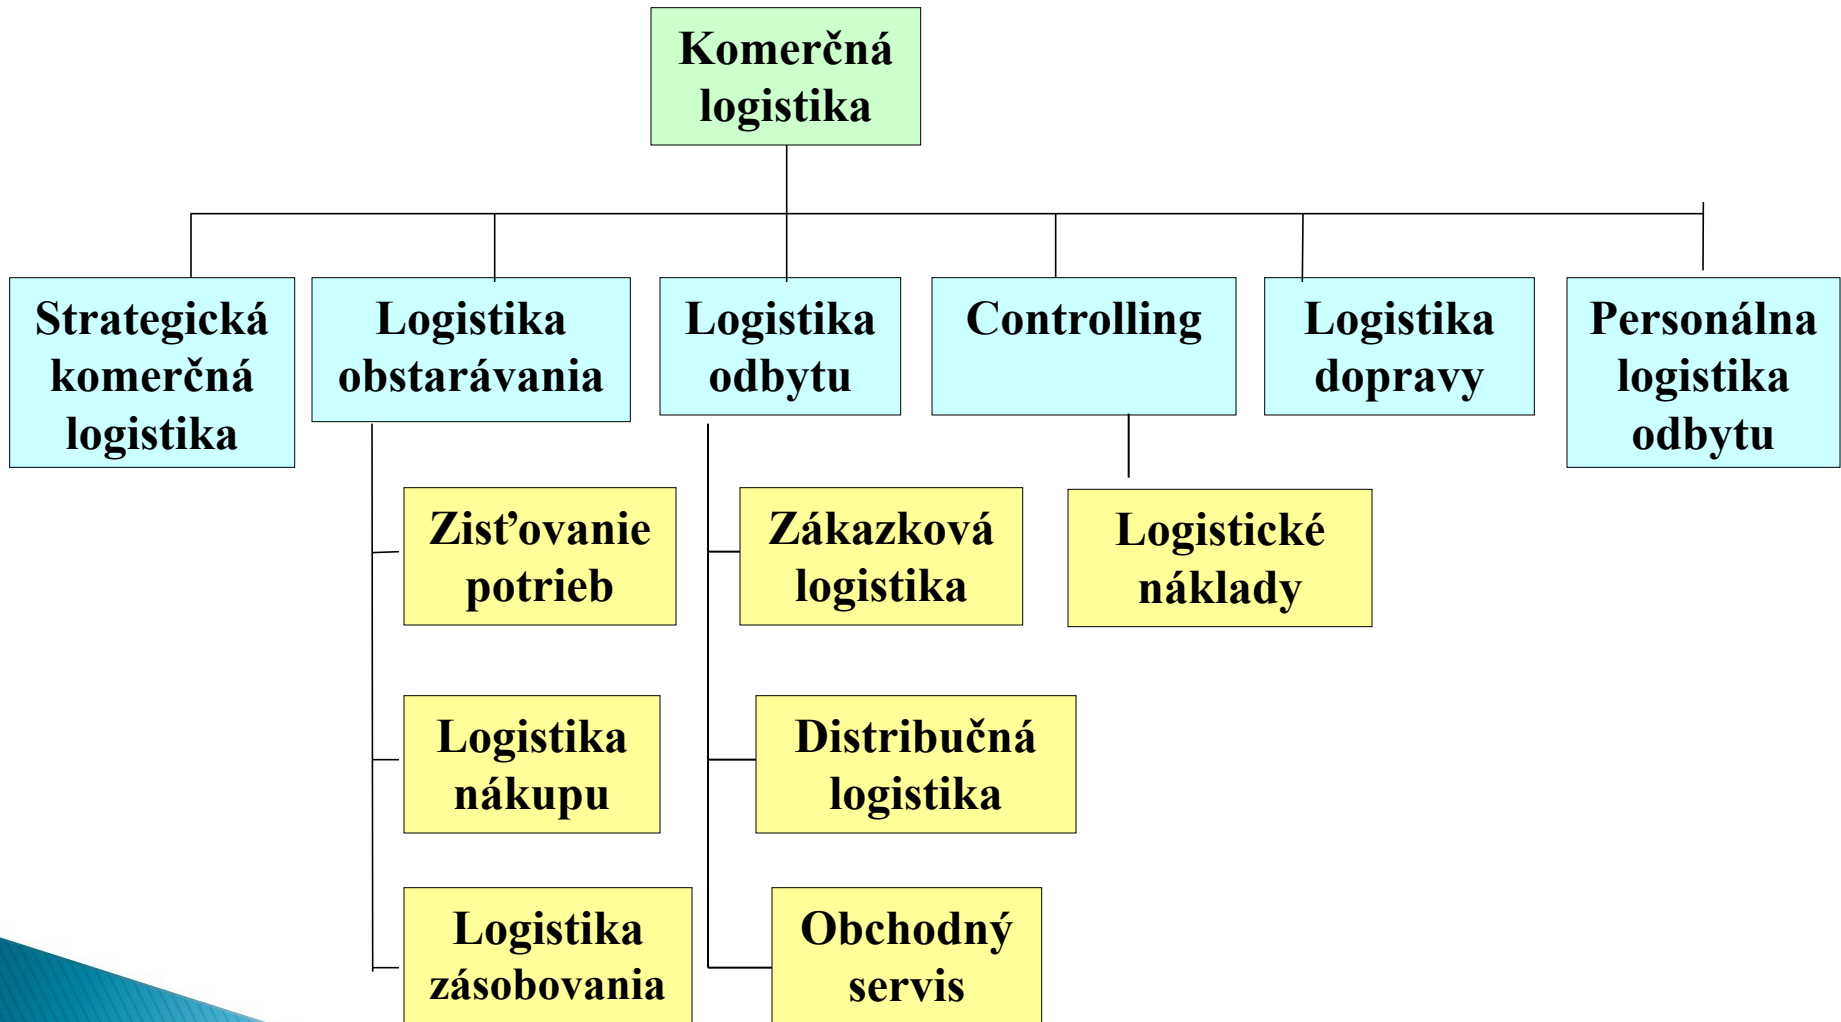 Komerčná
logistika
Strategická
komerčná
logistika
Logistika
obstarávania
Logistika
odbytu
Controlling
Logistika
dopravy
Personálna
logistika
odbytu
Zisťovanie
potrieb
Zákazková
logistika
Logistické
náklady
Logistika
nákupu
Distribučná
logistika
Logistika
zásobovania
Obchodný
servis